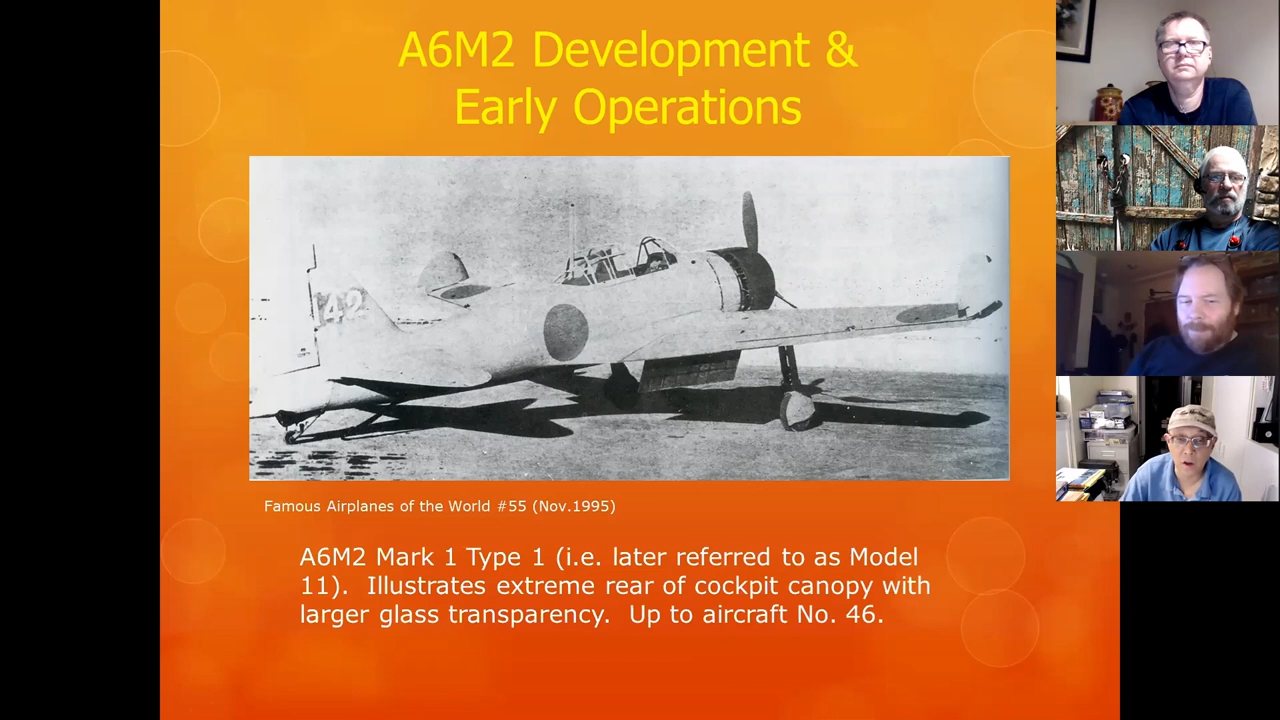 A6M2 Development &
Early Operations
142
Famous Airplanes of the World #55 (Nov.1995)
A6M2 Mark 1 Type 1 (i.e. later referred to as Model
11). Illustrates extreme rear of cockpit canopy with
larger glass transparency. Up to aircraft No. 46.